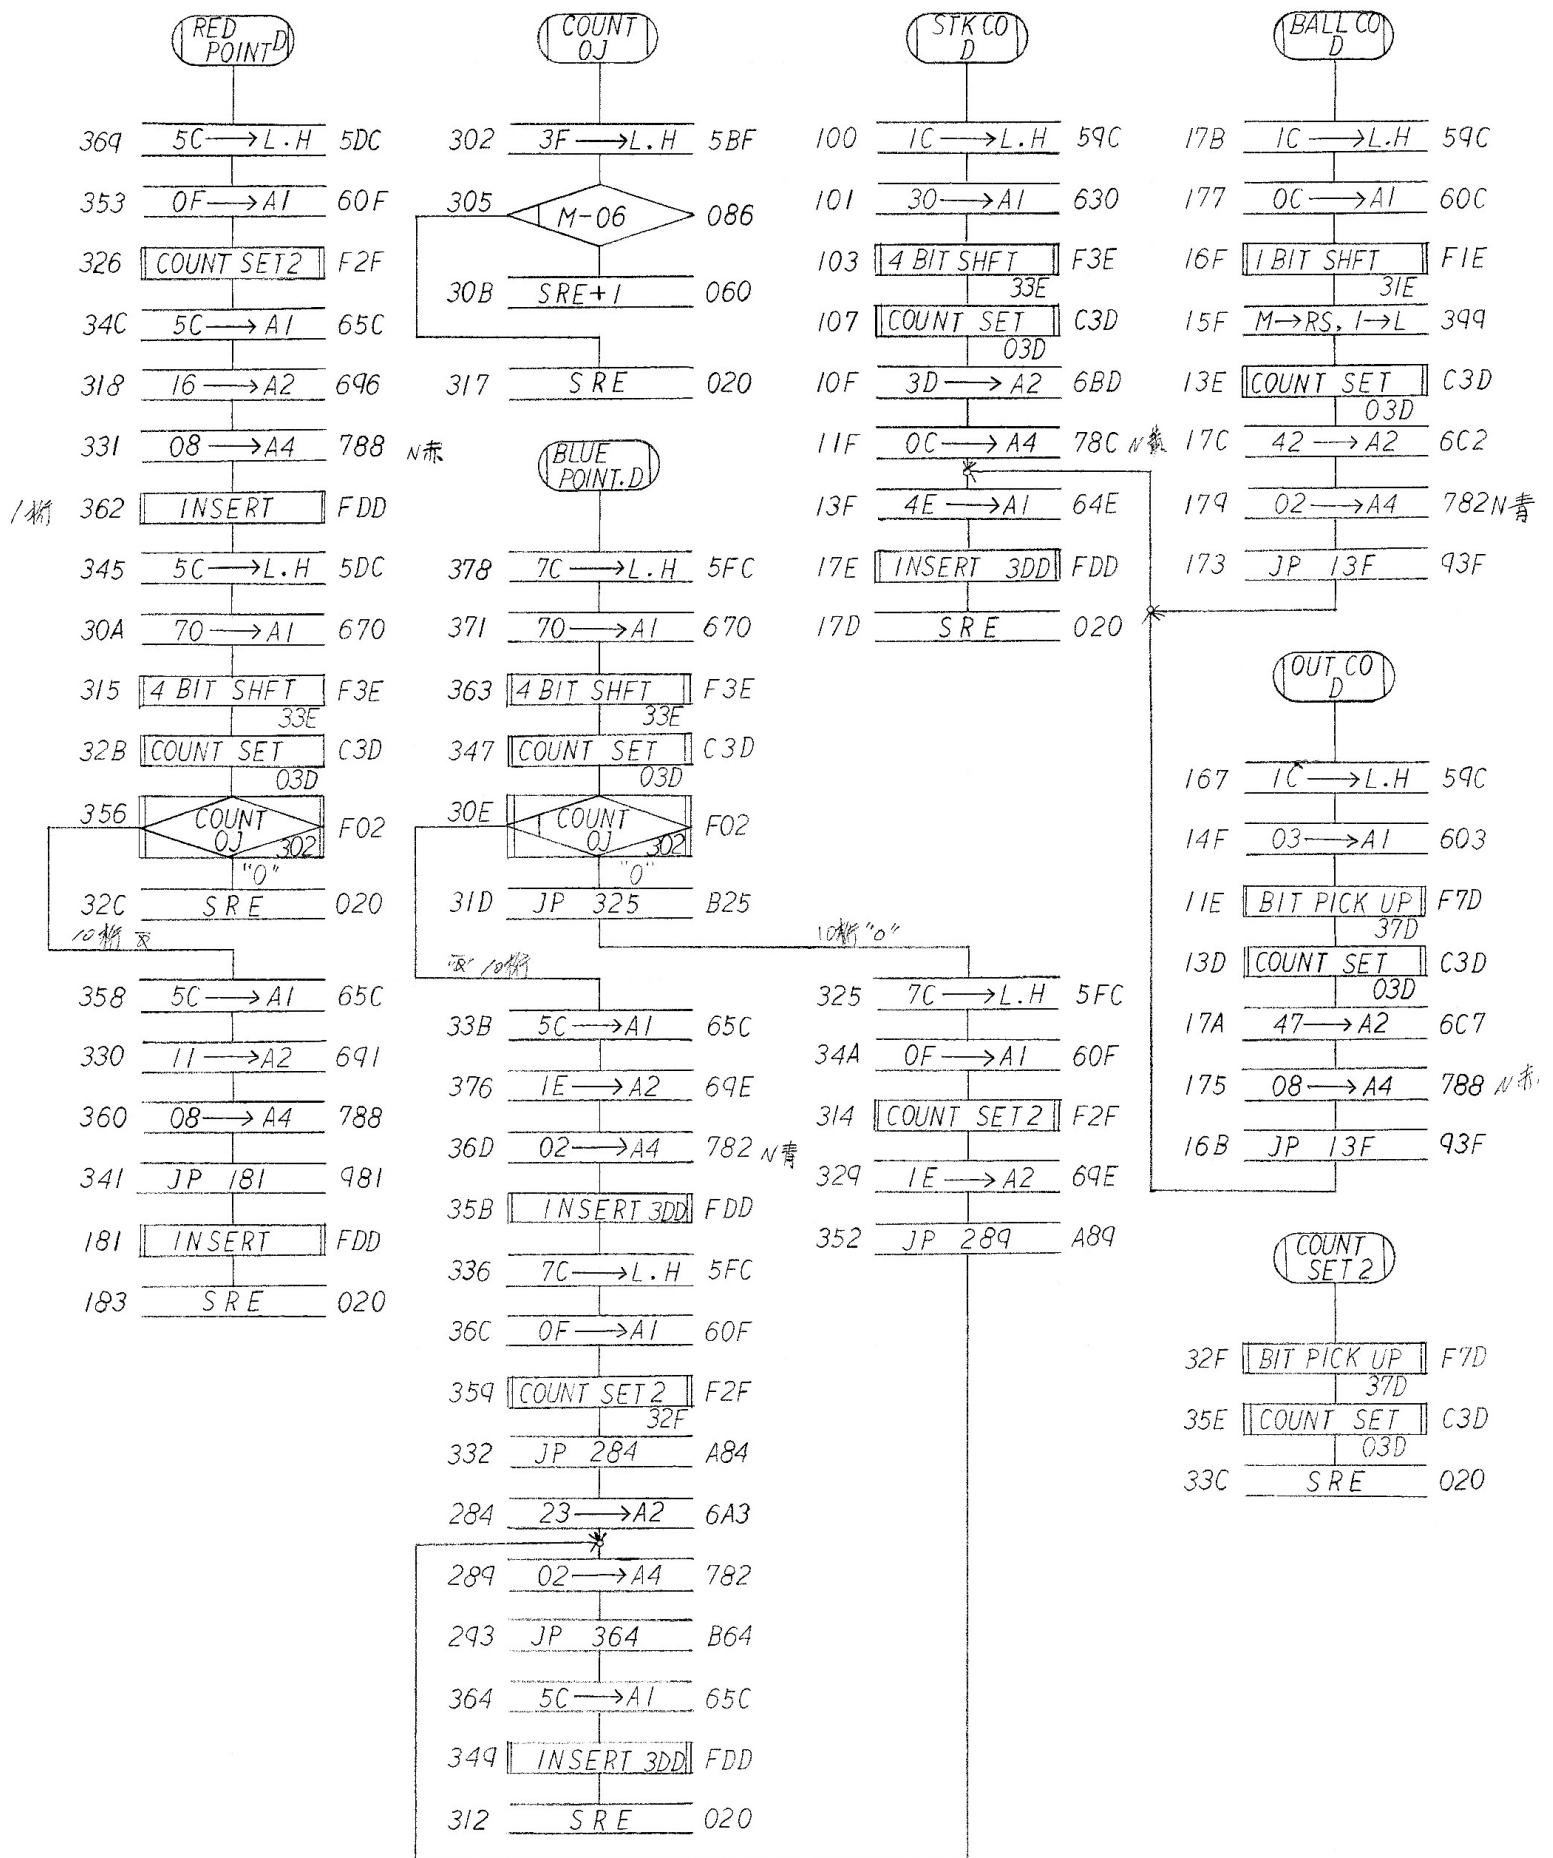 RED
POINT D
369 5C→L.H 5DC
353 0F→A1 60F
326 COUNT SET2 F2F
34C 5C→A1 65C
318 16→A2 696
331 08→A4 788 N赤
1桁 362 INSERT FDD
345 5C→L.H 5DC
30A 70→A1 670
315 4 BIT SHFT F3E
33E
32B COUNT SET C3D
03D
356 COUNT
OJ 302 F02
"0"
32C SRE 020
10桁
358 5C→A1 65C
330 11→A2 691
360 08→A4 788
341 JP 181 981
181 INSERT FDD
183 SRE 020
COUNT
OJ
302 3F→L.H 5BF
305 M-06 086
30B SRE+1 060
317 SRE 020
BLUE
POINT.D
378 7C→L.H 5FC
371 70→A1 670
363 4 BIT SHFT F3E
33E
347 COUNT SET C3D
03D
30E COUNT
OJ 302 F02
"0"
31D JP 325 B25
10桁
33B 5C→A1 65C
376 1E→A2 69E
36D 02→A4 782 N青
35B INSERT 3DD FDD
336 7C→L.H 5FC
36C 0F→A1 60F
359 COUNT SET2 F2F
32F
332 JP 284 A84
284 23→A2 6A3
289 02→A4 782
293 JP 364 B64
364 5C→A1 65C
349 INSERT 3DD FDD
312 SRE 020
STK CO
D
100 1C→L.H 59C
101 30→A1 630
103 4 BIT SHFT F3E
33E
107 COUNT SET C3D
03D
10F 3D→A2 6BD
11F 0C→A4 78C N
13F 4E→A1 64E
17E INSERT 3DD FDD
17D SRE 020
10桁"0"
325 7C→L.H 5FC
34A 0F→A1 60F
314 COUNT SET2 F2F
329 1E→A2 69E
352 JP 289 A89
BALL CO
D
17B 1C→L.H 59C
177 0C→A1 60C
16F 1 BIT SHFT F1E
31E
15F M→RS, 1→L 399
13E COUNT SET C3D
03D
17C 42→A2 6C2
179 02→A4 782 N青
173 JP 13F 93F
OUT CO
D
167 1C→L.H 59C
14F 03→A1 603
11E BIT PICK UP F7D
37D
13D COUNT SET C3D
03D
17A 47→A2 6C7
175 08→A4 788 N赤
16B JP 13F 93F
COUNT
SET2
32F BIT PICK UP F7D
37D
35E COUNT SET C3D
03D
33C SRE 020